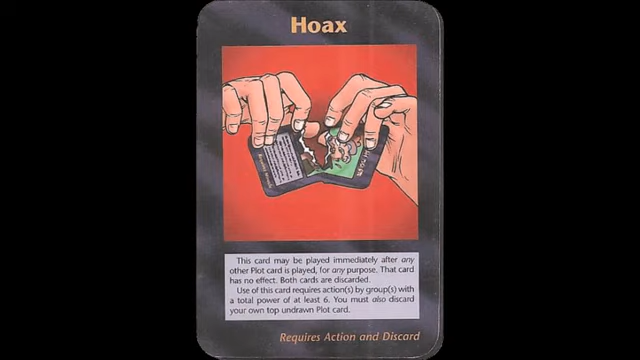 Hoax
This card may be played immediately after any
other Plot card is played, for any purpose. That card
has no effect. Both cards are discarded.
Use of this card requires action(s) by group(s) with
a total power of at least 6. You must also discard
your own top undrawn Plot card.
Requires Action and Discard